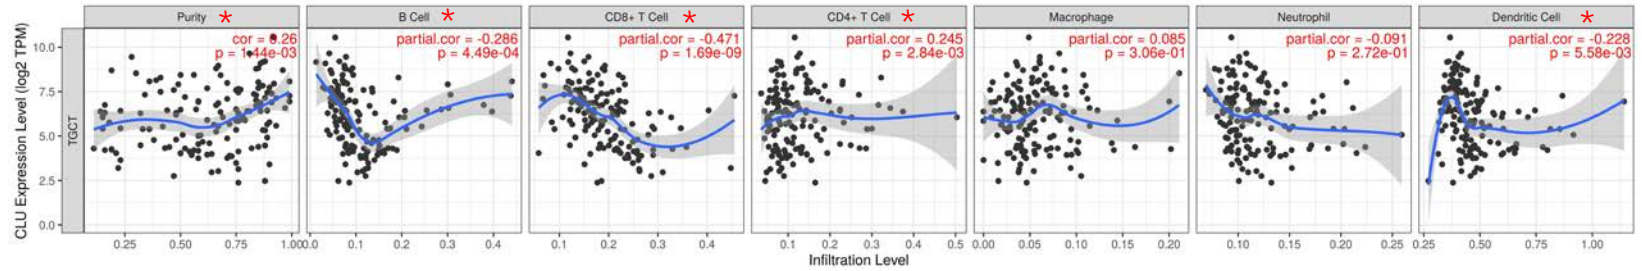 Purity *
B Cell *
CD8+ T Cell *
CD4+ T Cell *
Macrophage
Neutrophil
Dendritic Cell *
cor = 0.26
p = 1.44e-03
partial.cor = -0.286
p = 4.49e-04
partial.cor = -0.471
p = 1.69e-09
partial.cor = 0.245
p = 2.84e-03
partial.cor = 0.085
p = 3.06e-01
partial.cor = -0.091
p = 2.72e-01
partial.cor = -0.228
p = 5.58e-03
CLU Expression Level (log2 TPM)
TGCT
10.0
7.5
5.0
2.5
0.0
0.25 0.50 0.75 1.00
0.0 0.1 0.2 0.3 0.4
0.1 0.2 0.3 0.4
0.1 0.2 0.3 0.4 0.5
0.00 0.05 0.10 0.15 0.20
0.10 0.15 0.20 0.25
0.25 0.50 0.75 1.00
Infiltration Level